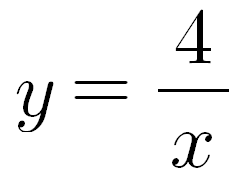 y = 4/x